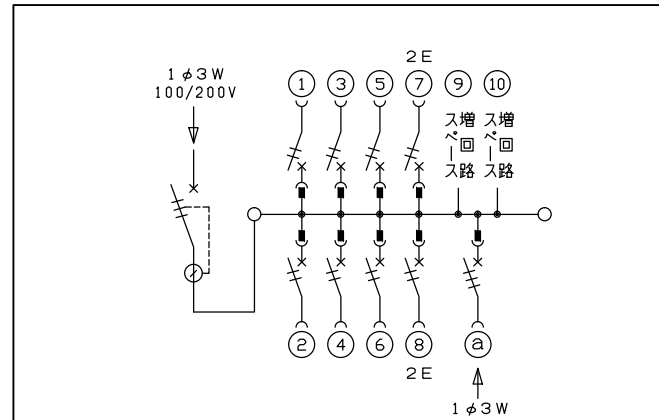 2E
1φ3W
100/200V
① ③ ⑤ ⑦ ⑨ ⑩
増回路
スペース
増回路
スペース
② ④ ⑥ ⑧ ⓐ
2E
1φ3W